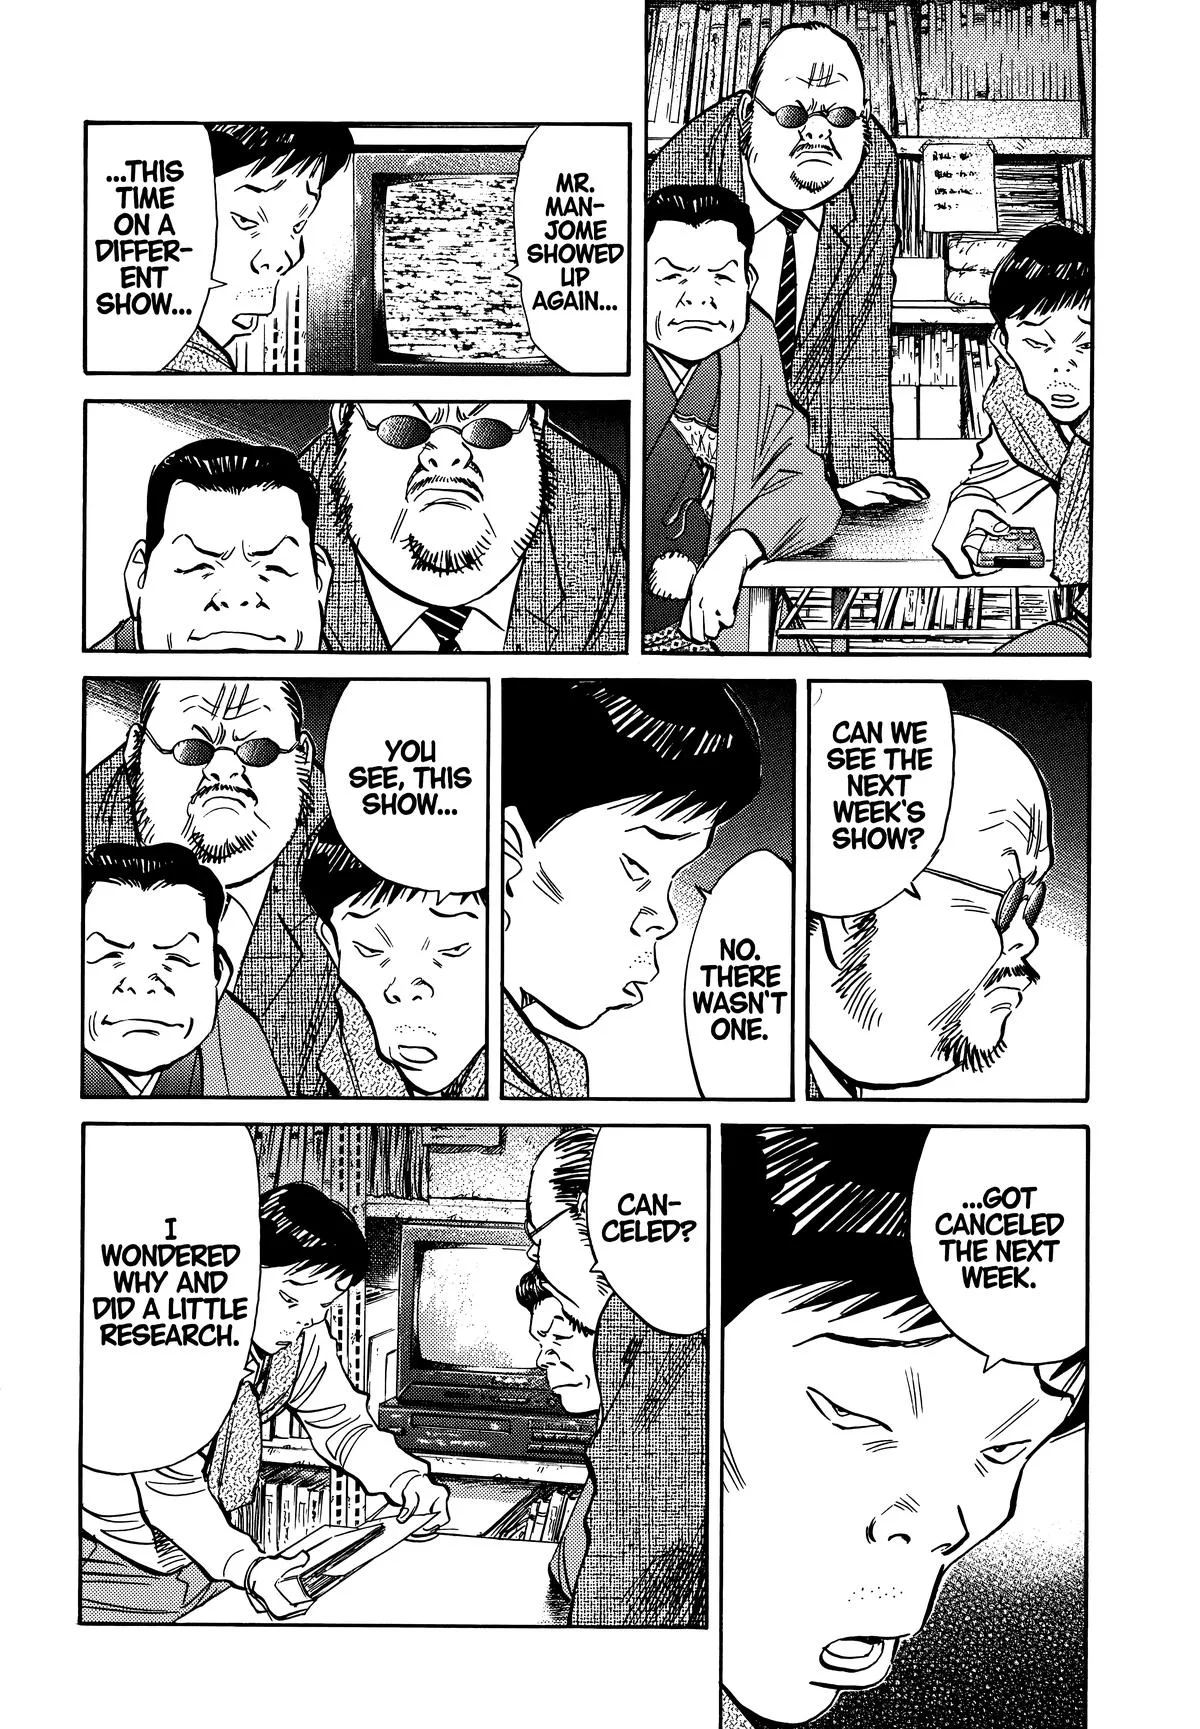 MR.
MAN-
JOME
SHOWED
UP
AGAIN...
...THIS
TIME
ON A
DIFFER-
ENT
SHOW...
CAN WE
SEE THE
NEXT
WEEK'S
SHOW?
NO.
THERE
WASN'T
ONE.
YOU
SEE, THIS
SHOW...
...GOT
CANCELED
THE NEXT
WEEK.
CAN-
CELED?
I
WONDERED
WHY AND
DID A LITTLE
RESEARCH.